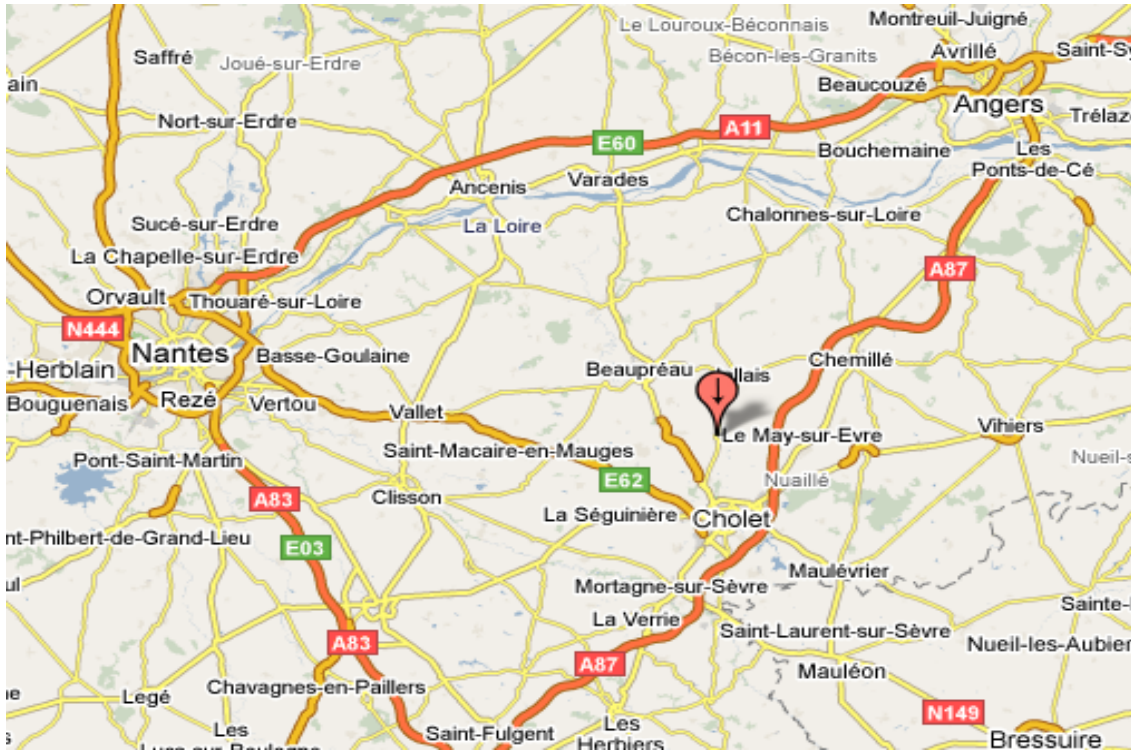 Montreuil-Juigné
Le Louroux-Béconnais
Saffré
Joué-sur-Erdre
Bécon-les-Granits
Avrillé
Beaucouzé
Angers
Nort-sur-Erdre
A11
E60
Bouchemaine
Les
Ponts-de-Cé
Ancenis
Varades
Sucé-sur-Erdre
La Loire
Chalonnes-sur-Loire
La Chapelle-sur-Erdre
A87
Orvault
Thouaré-sur-Loire
N444
Nantes
Basse-Goulaine
Chemillé
-Herblain
Beaupréau
Bouguenais
Rezé
Vertou
Vallet
Le May-sur-Evre
Vihiers
Saint-Macaire-en-Mauges
Pont-Saint-Martin
Nuaillé
E62
A83
Clisson
La Séguinière
Cholet
nt-Philbert-de-Grand-Lieu
E03
Maulévrier
Mortagne-sur-Sèvre
La Verrie
Saint-Laurent-sur-Sèvre
A83
Nueil-les-Aubier
A87
Mauléon
Chavagnes-en-Paillers
Legé
N149
Saint-Fulgent
Les
Les
Herbiers
Bressuire